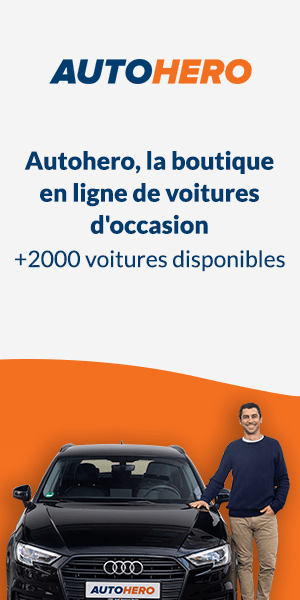 AUTOHERO
Autohero, la boutique
en ligne de voitures
d'occasion
+2000 voitures disponibles
AUTOHERO